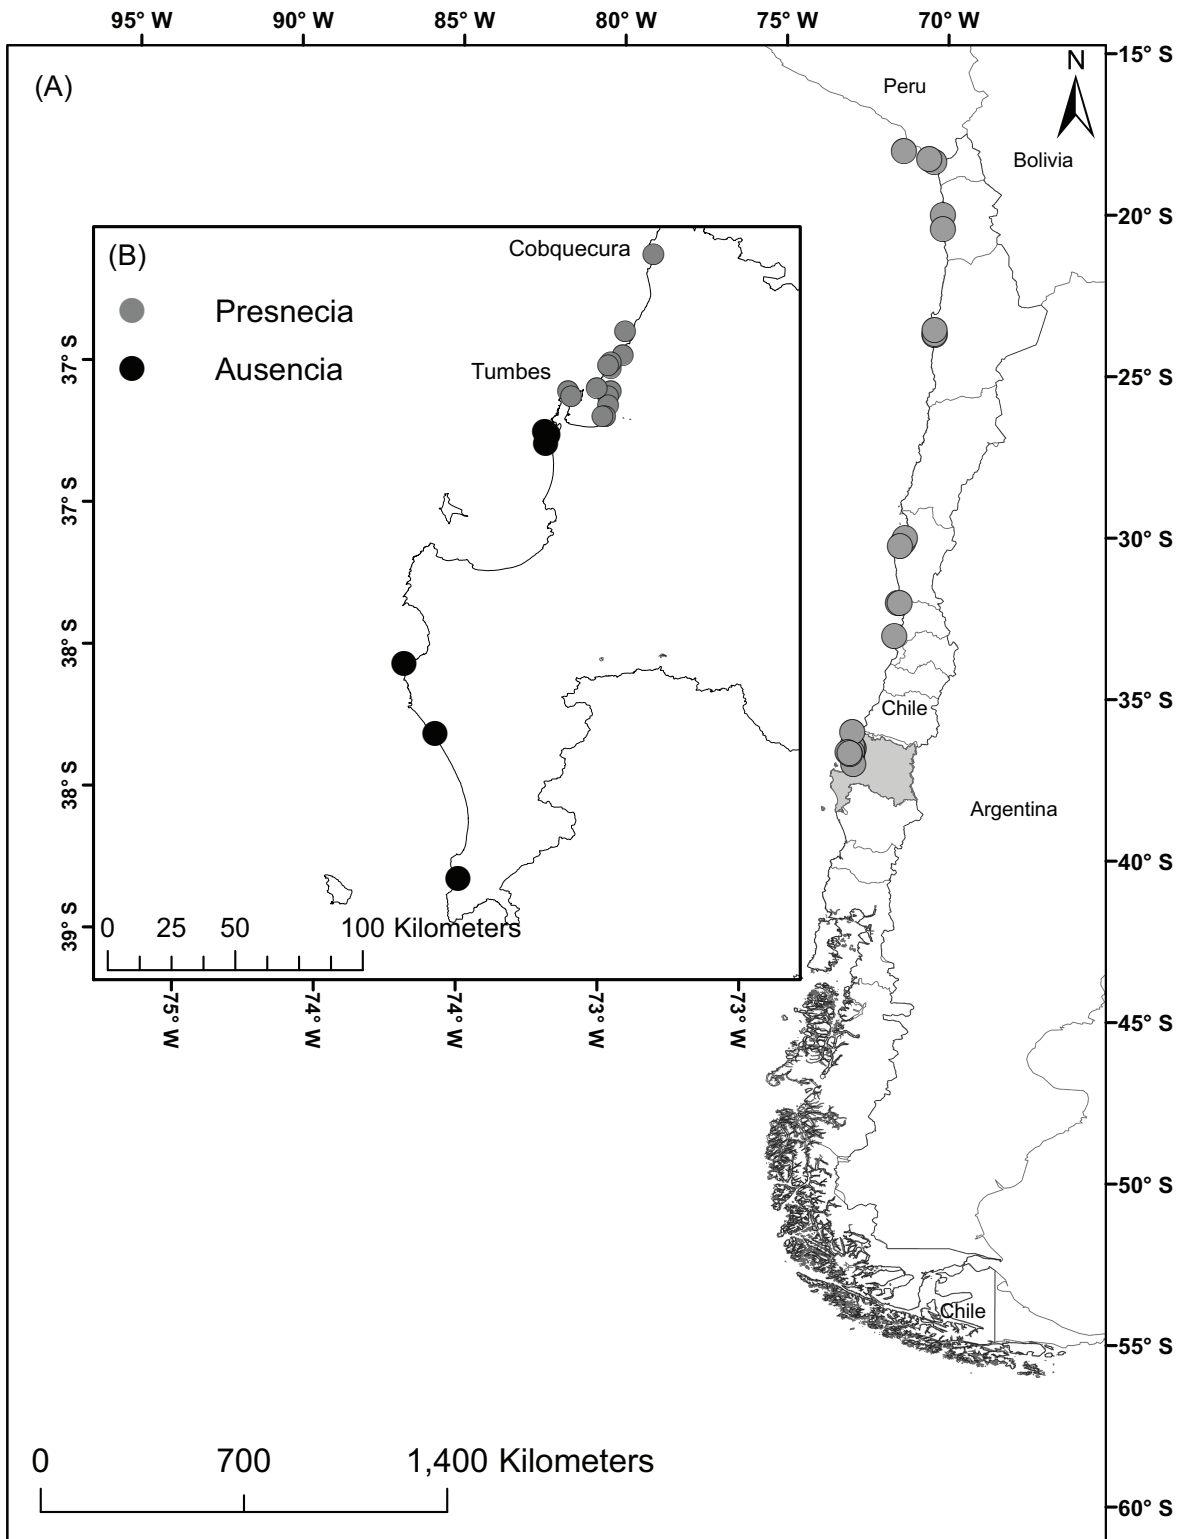 95° W 90° W 85° W 80° W 75° W 70° W
15° S
(A)
N
Peru
Bolivia
20° S
(B)
Cobquecura
Presnecia
Ausencia
37° S
Tumbes
25° S
37° S
30° S
38° S
35° S
Chile
38° S
Argentina
40° S
39° S
0 25 50 100 Kilometers
75° W 74° W 74° W 73° W 73° W
45° S
50° S
Chile
55° S
0 700 1,400 Kilometers
60° S